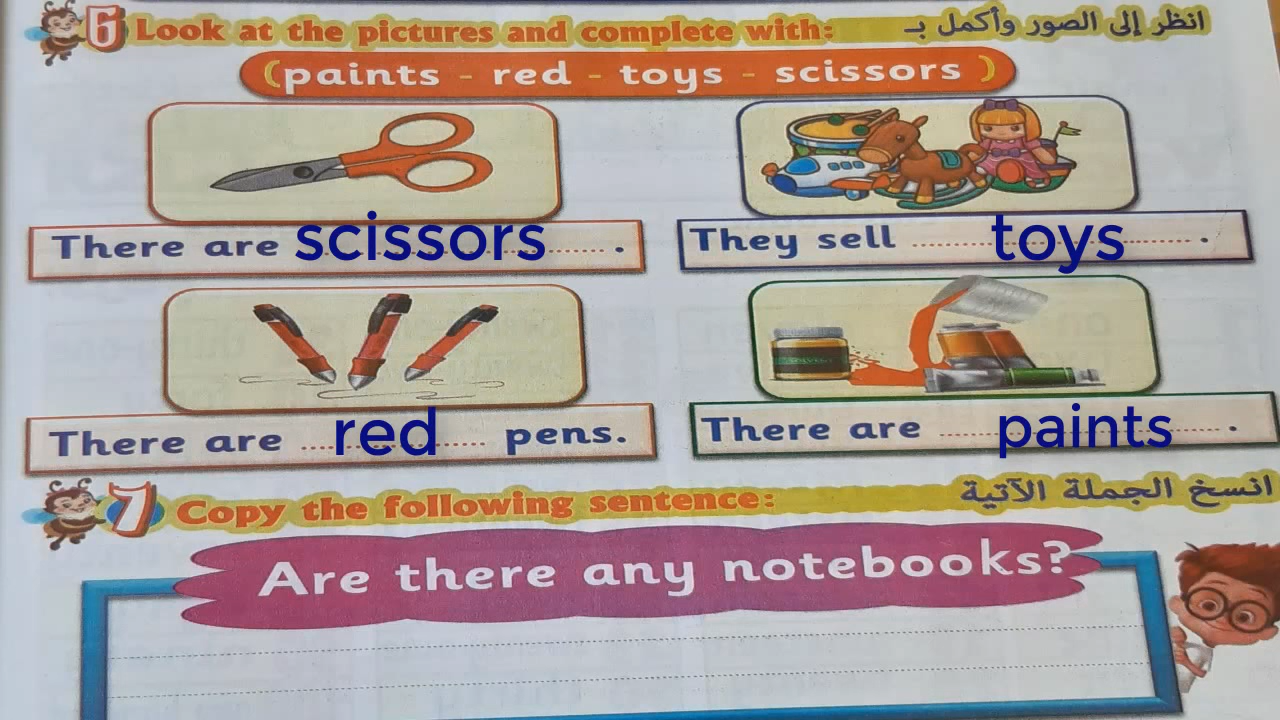 6 Look at the pictures and complete with: انظر إلى الصور وأكمل بـ
(paints - red - toys - scissors)
There are scissors ...... .
They sell ...... toys ...... .
There are ... red ...... pens.
There are ...... paints ...... .
7 Copy the following sentence: انسخ الجملة الآتية
Are there any notebooks?